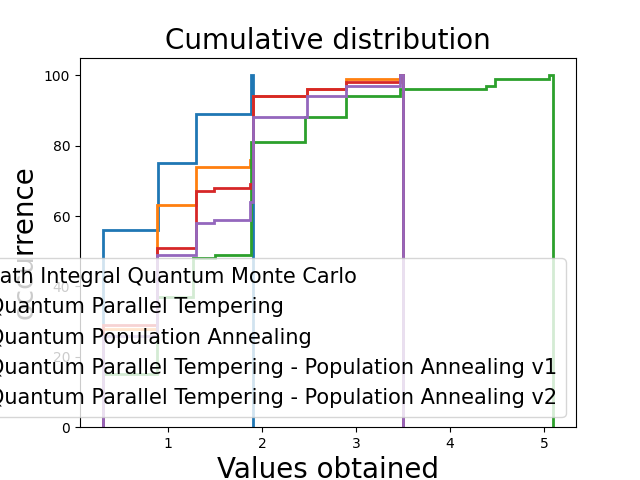 Cumulative distribution
100
80
60
40
20
0
occurrence
ath Integral Quantum Monte Carlo
Quantum Parallel Tempering
Quantum Population Annealing
Quantum Parallel Tempering - Population Annealing v1
Quantum Parallel Tempering - Population Annealing v2
1 2 3 4 5
Values obtained